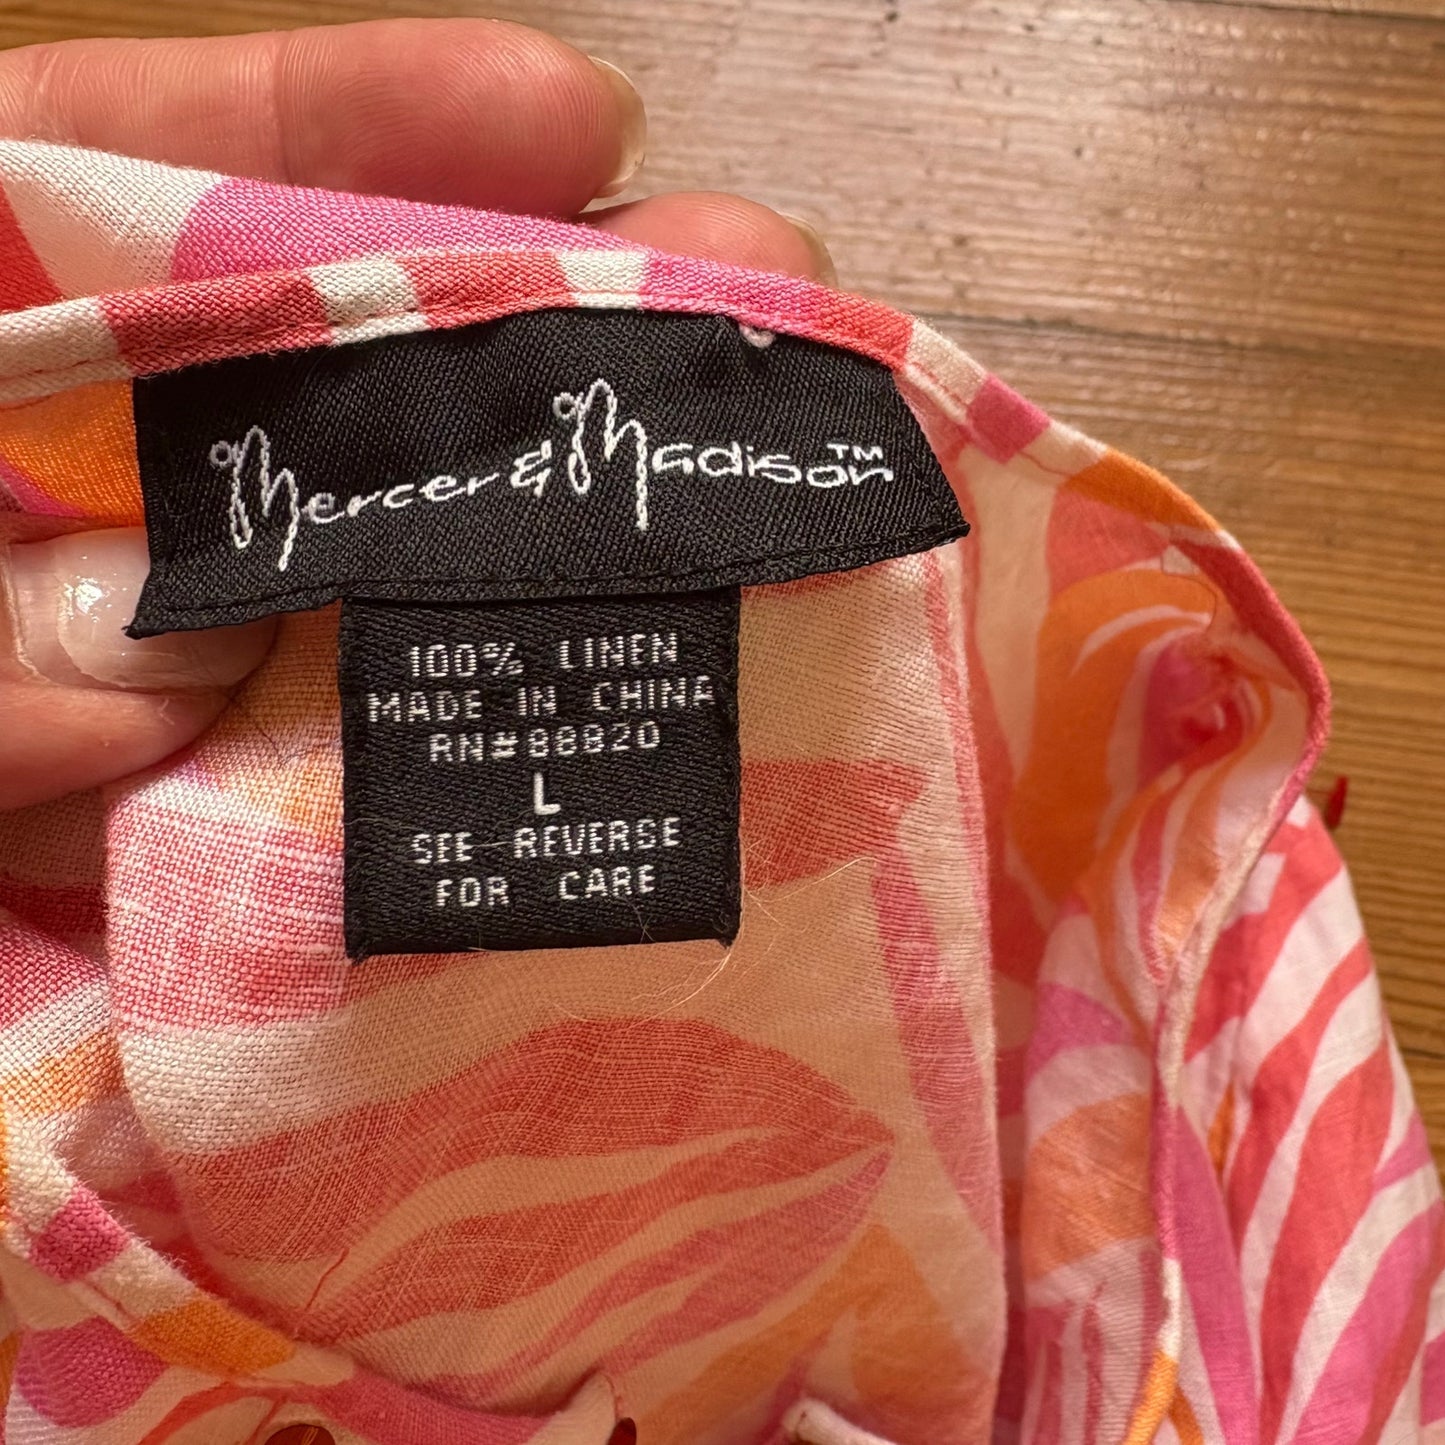 Mercer & Madison™
100% LINEN
MADE IN CHINA
RN#88820
L
SEE REVERSE
FOR CARE